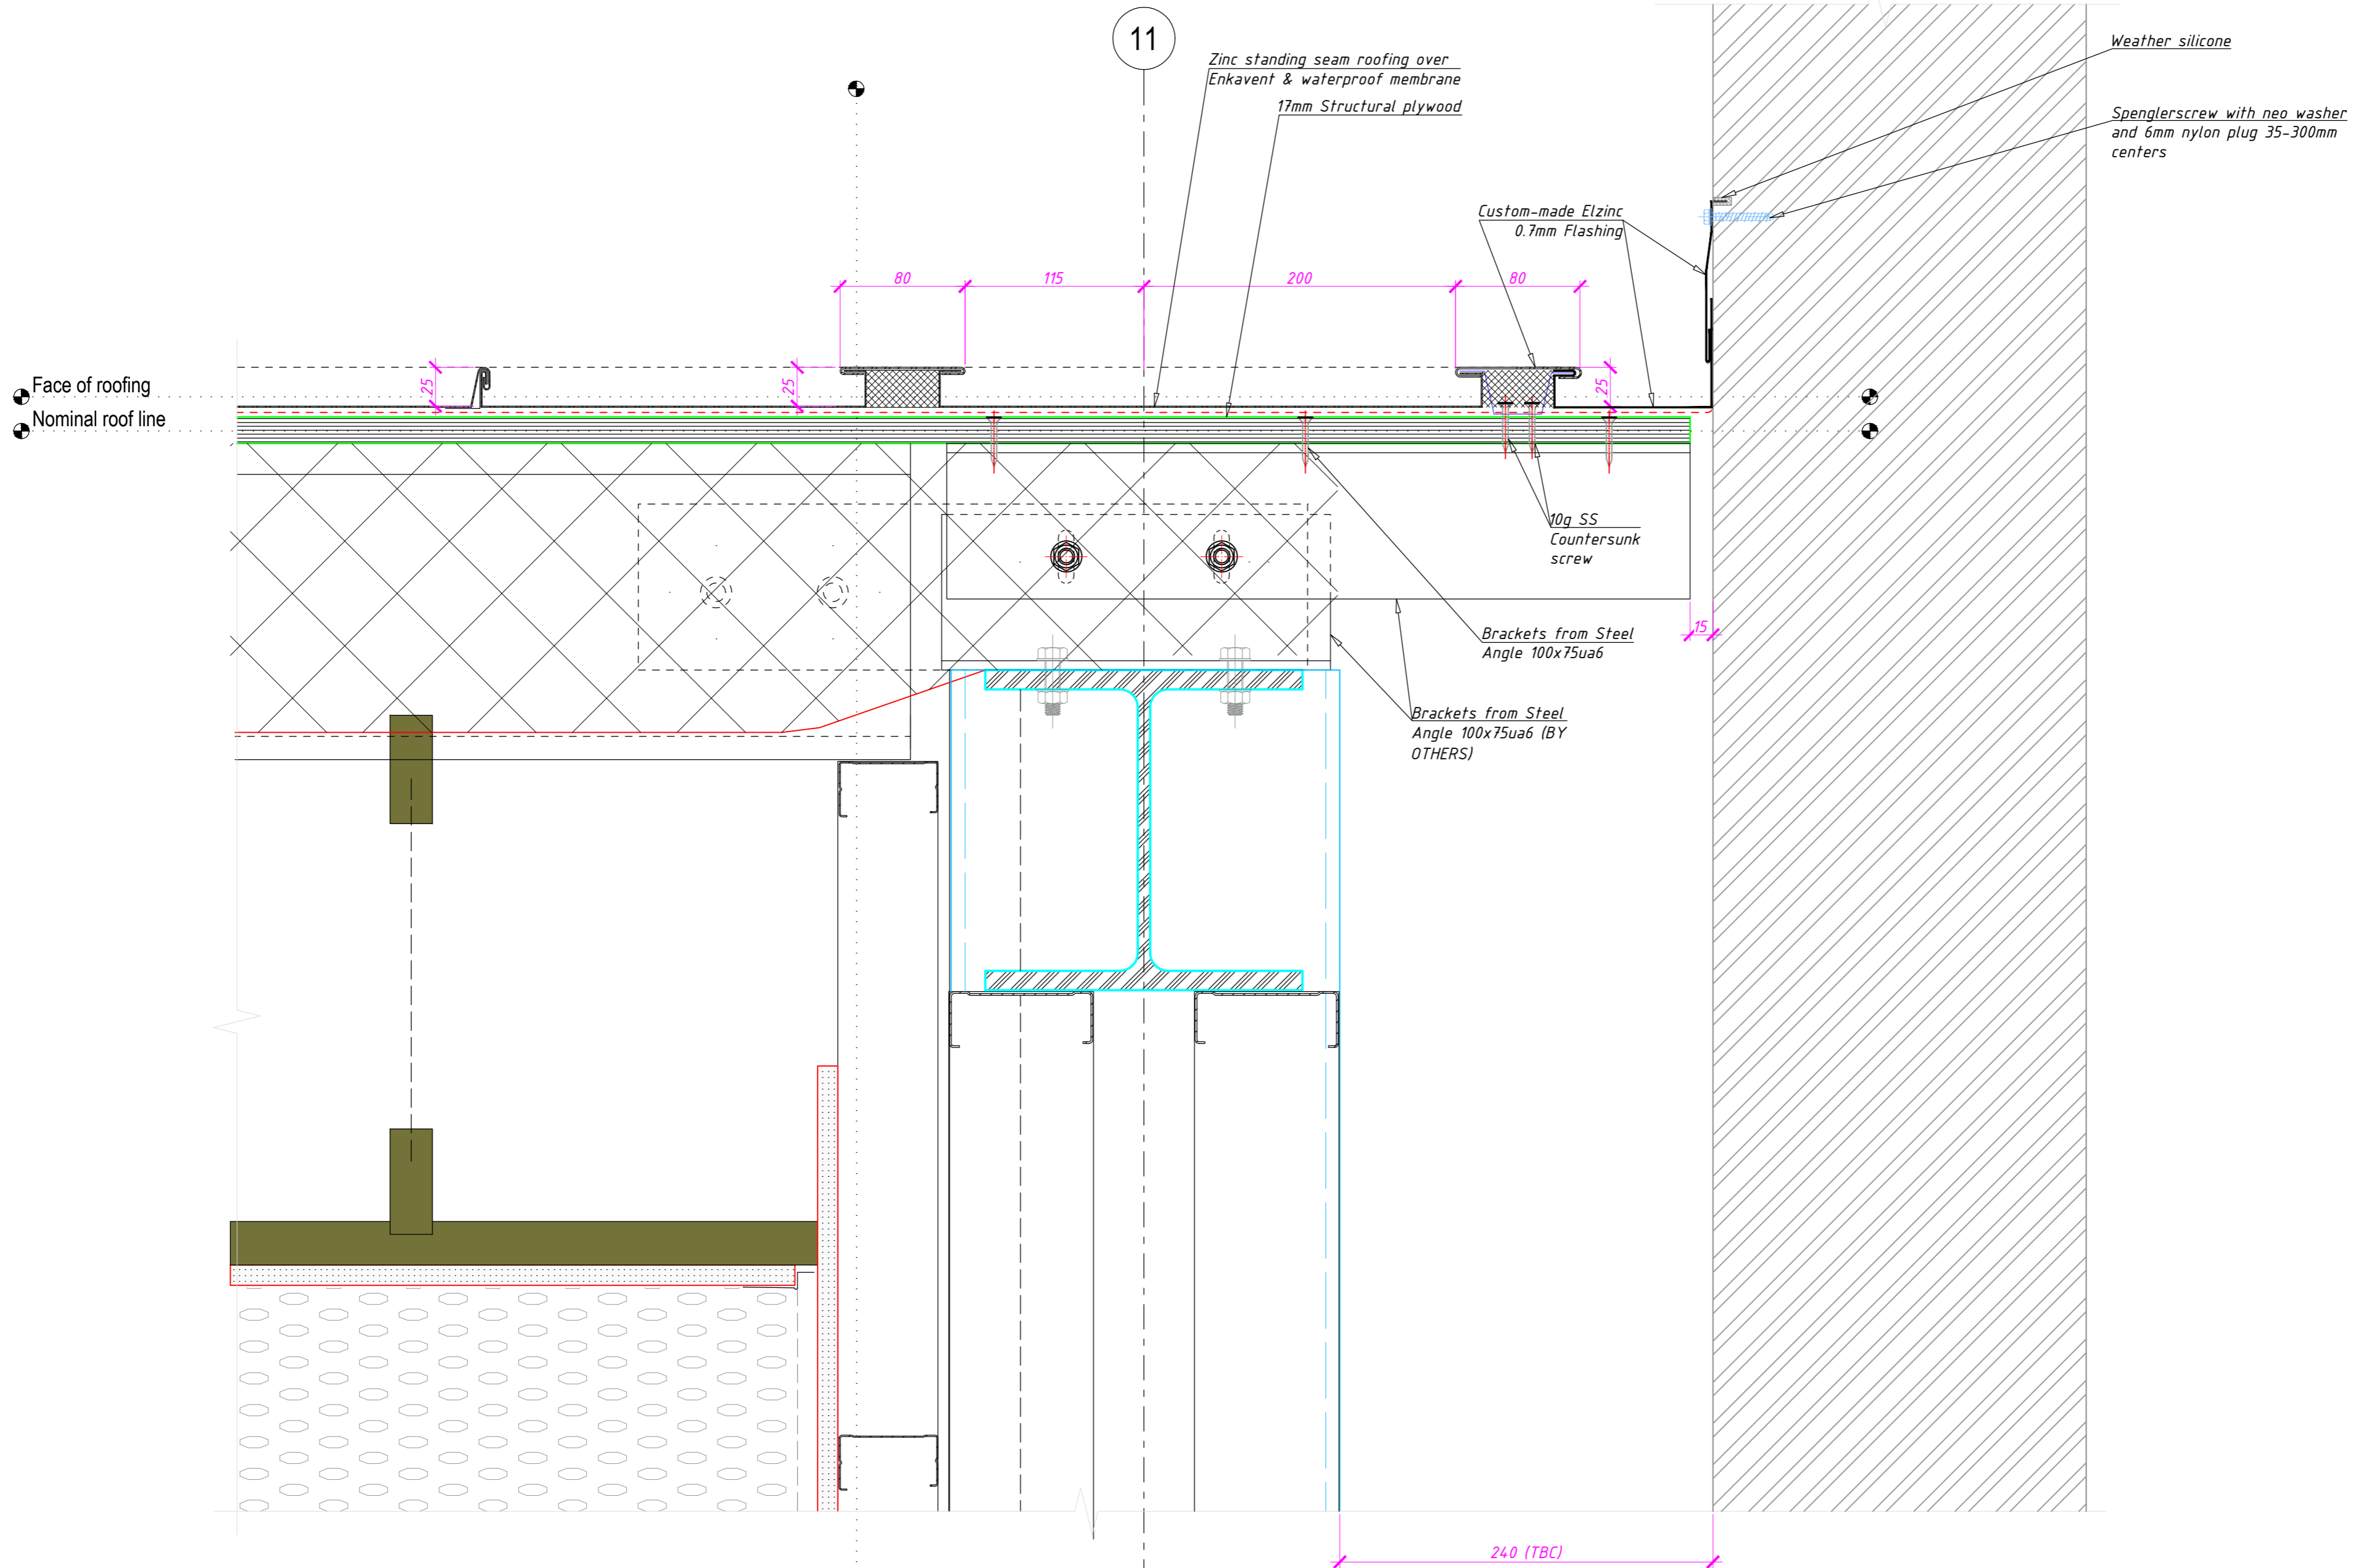 11
Zinc standing seam roofing over
Enkavent & waterproof membrane
17mm Structural plywood
Weather silicone
Spenglerscrew with neo washer
and 6mm nylon plug 35-300mm
centers
Custom-made Elzinc
0.7mm Flashing
80
115
200
80
25
25
25
Face of roofing
Nominal roof line
10g SS
Countersunk
screw
Brackets from Steel
Angle 100x75ua6
15
Brackets from Steel
Angle 100x75ua6 (BY
OTHERS)
240 (TBC)